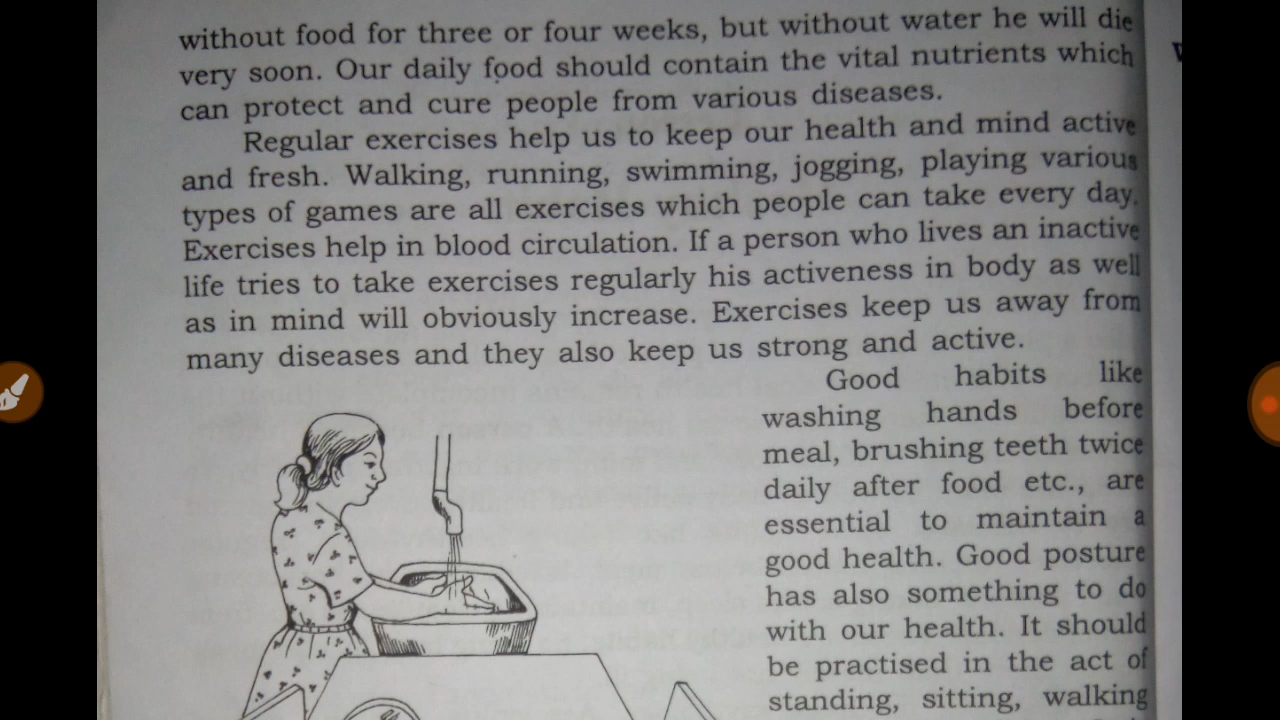 without food for three or four weeks, but without water he will die
very soon. Our daily food should contain the vital nutrients which
can protect and cure people from various diseases.
Regular exercises help us to keep our health and mind active
and fresh. Walking, running, swimming, jogging, playing various
types of games are all exercises which people can take every day.
Exercises help in blood circulation. If a person who lives an inactive
life tries to take exercises regularly his activeness in body as well
as in mind will obviously increase. Exercises keep us away from
many diseases and they also keep us strong and active.
Good habits like
washing hands before
meal, brushing teeth twice
daily after food etc., are
essential to maintain a
good health. Good posture
has also something to do
with our health. It should
be practised in the act of
standing, sitting, walking